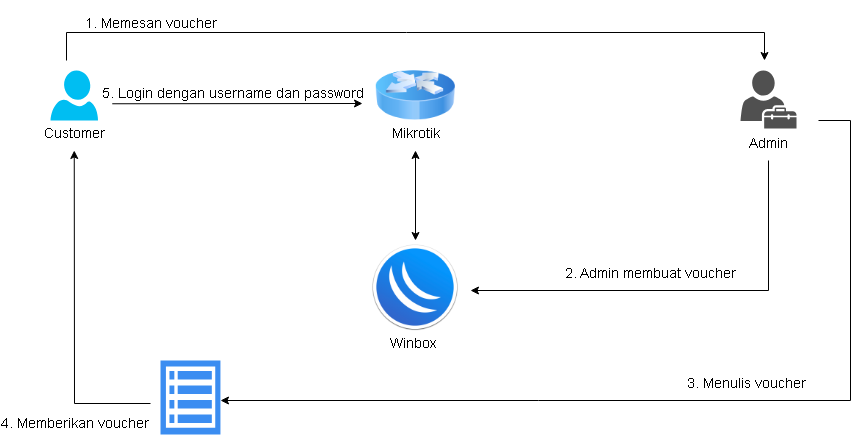 1. Memesan voucher
5. Login dengan username dan password
Customer
Mikrotik
Admin
2. Admin membuat voucher
Winbox
3. Menulis voucher
4. Memberikan voucher